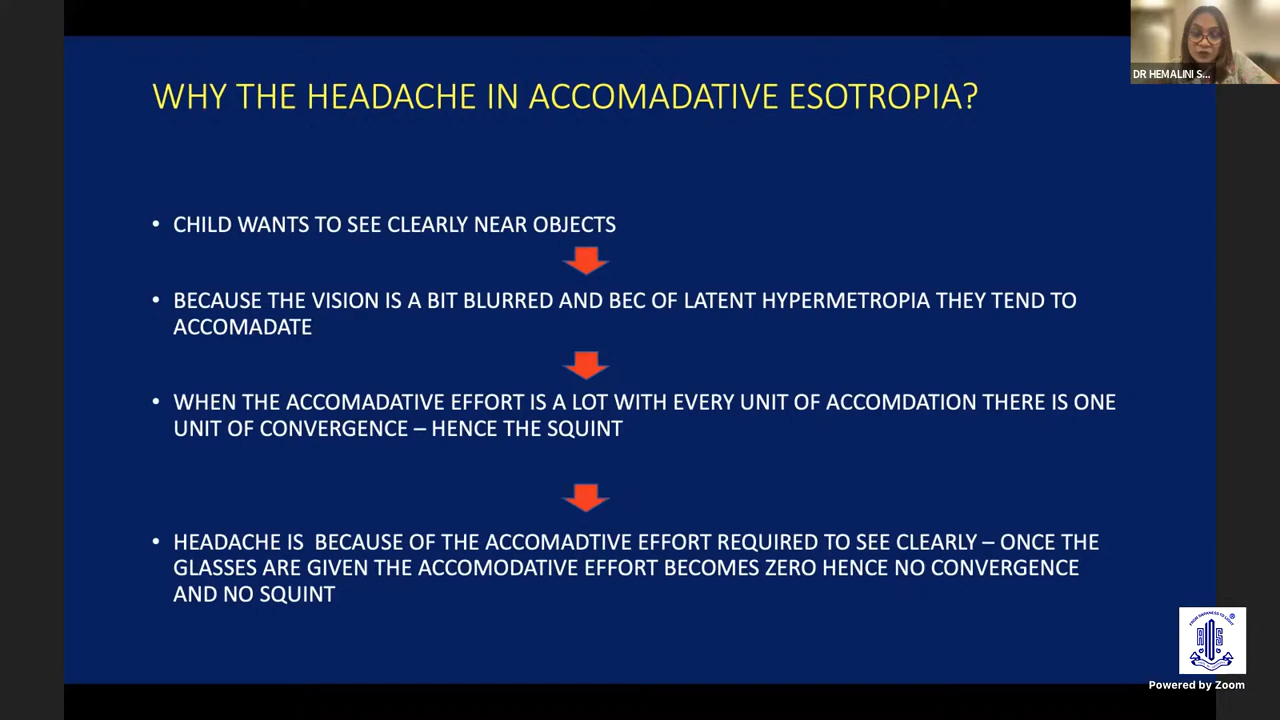 DR HEMALINI S...
WHY THE HEADACHE IN ACCOMADATIVE ESOTROPIA?
• CHILD WANTS TO SEE CLEARLY NEAR OBJECTS
• BECAUSE THE VISION IS A BIT BLURRED AND BEC OF LATENT HYPERMETROPIA THEY TEND TO
ACCOMADATE
• WHEN THE ACCOMADATIVE EFFORT IS A LOT WITH EVERY UNIT OF ACCOMDATION THERE IS ONE
UNIT OF CONVERGENCE – HENCE THE SQUINT
• HEADACHE IS BECAUSE OF THE ACCOMADTIVE EFFORT REQUIRED TO SEE CLEARLY – ONCE THE
GLASSES ARE GIVEN THE ACCOMODATIVE EFFORT BECOMES ZERO HENCE NO CONVERGENCE
AND NO SQUINT
Powered by Zoom